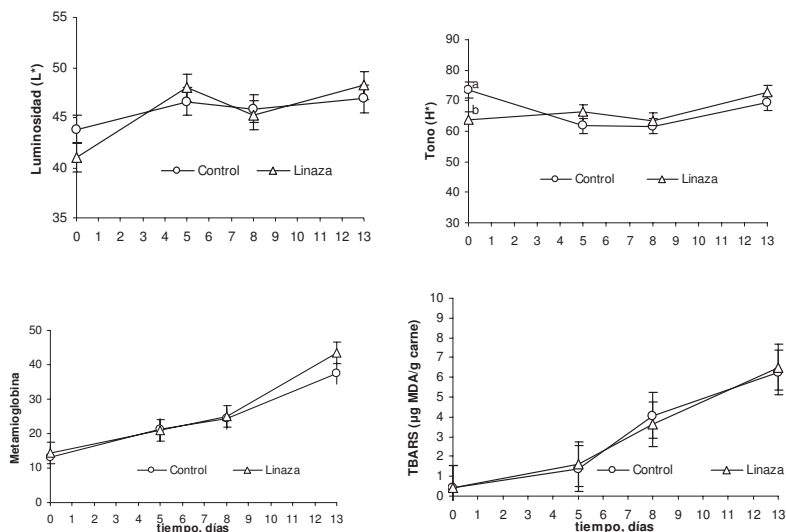 55
50
45
40
35
Luminosidad (L*)
Control Linaza
0 1 2 3 4 5 6 7 8 9 10 11 12 13
90
80
70
60
50
40
30
Tono (H*)
a
b
Control Linaza
0 1 2 3 4 5 6 7 8 9 10 11 12 13
50
40
30
20
10
0
Metamioglobina
Control Linaza
0 1 2 3 4 5 6 7 8 9 10 11 12 13
tiempo, días
10
9
8
7
6
5
4
3
2
1
0
TBARS (µg MDA/g carne)
Control Linaza
0 1 2 3 4 5 6 7 8 9 10 11 12 13
tiempo, días